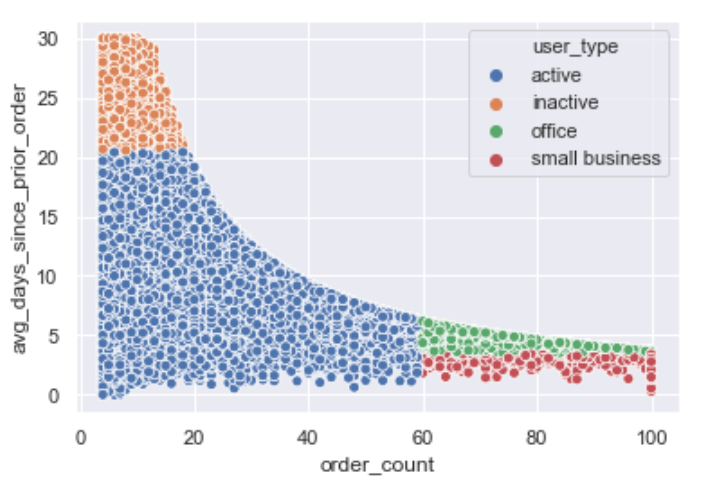 user_type
active
inactive
office
small business
avg_days_since_prior_order
30
25
20
15
10
5
0
0 20 40 60 80 100
order_count